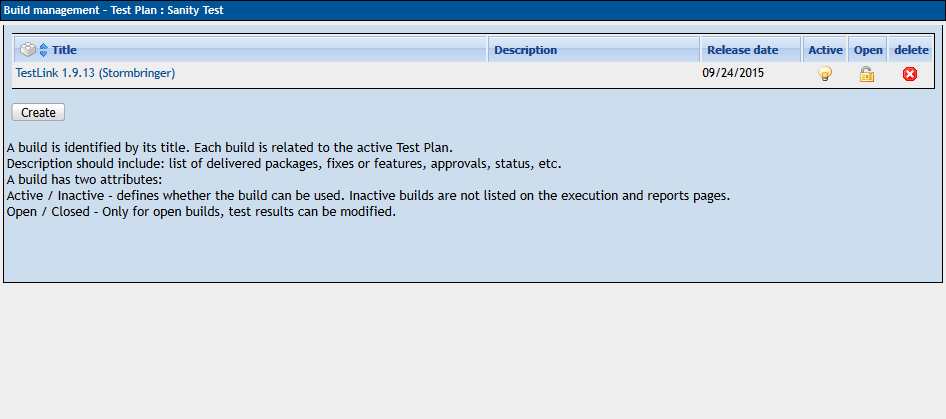 Build management - Test Plan : Sanity Test
Title Description Release date Active Open delete
TestLink 1.9.13 (Stormbringer) 09/24/2015
Create
A build is identified by its title. Each build is related to the active Test Plan.
Description should include: list of delivered packages, fixes or features, approvals, status, etc.
A build has two attributes:
Active / Inactive - defines whether the build can be used. Inactive builds are not listed on the execution and reports pages.
Open / Closed - Only for open builds, test results can be modified.